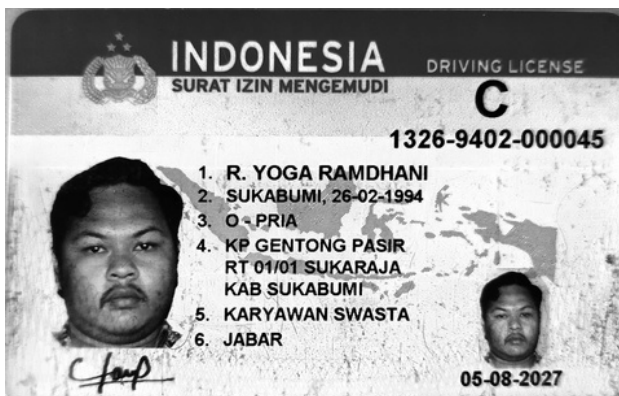 INDONESIA
SURAT IZIN MENGEMUDI
DRIVING LICENSE
C
1326-9402-000045
1. R. YOGA RAMDHANI
2. SUKABUMI, 26-02-1994
3. O - PRIA
4. KP GENTONG PASIR
RT 01/01 SUKARAJA
KAB SUKABUMI
5. KARYAWAN SWASTA
6. JABAR
05-08-2027